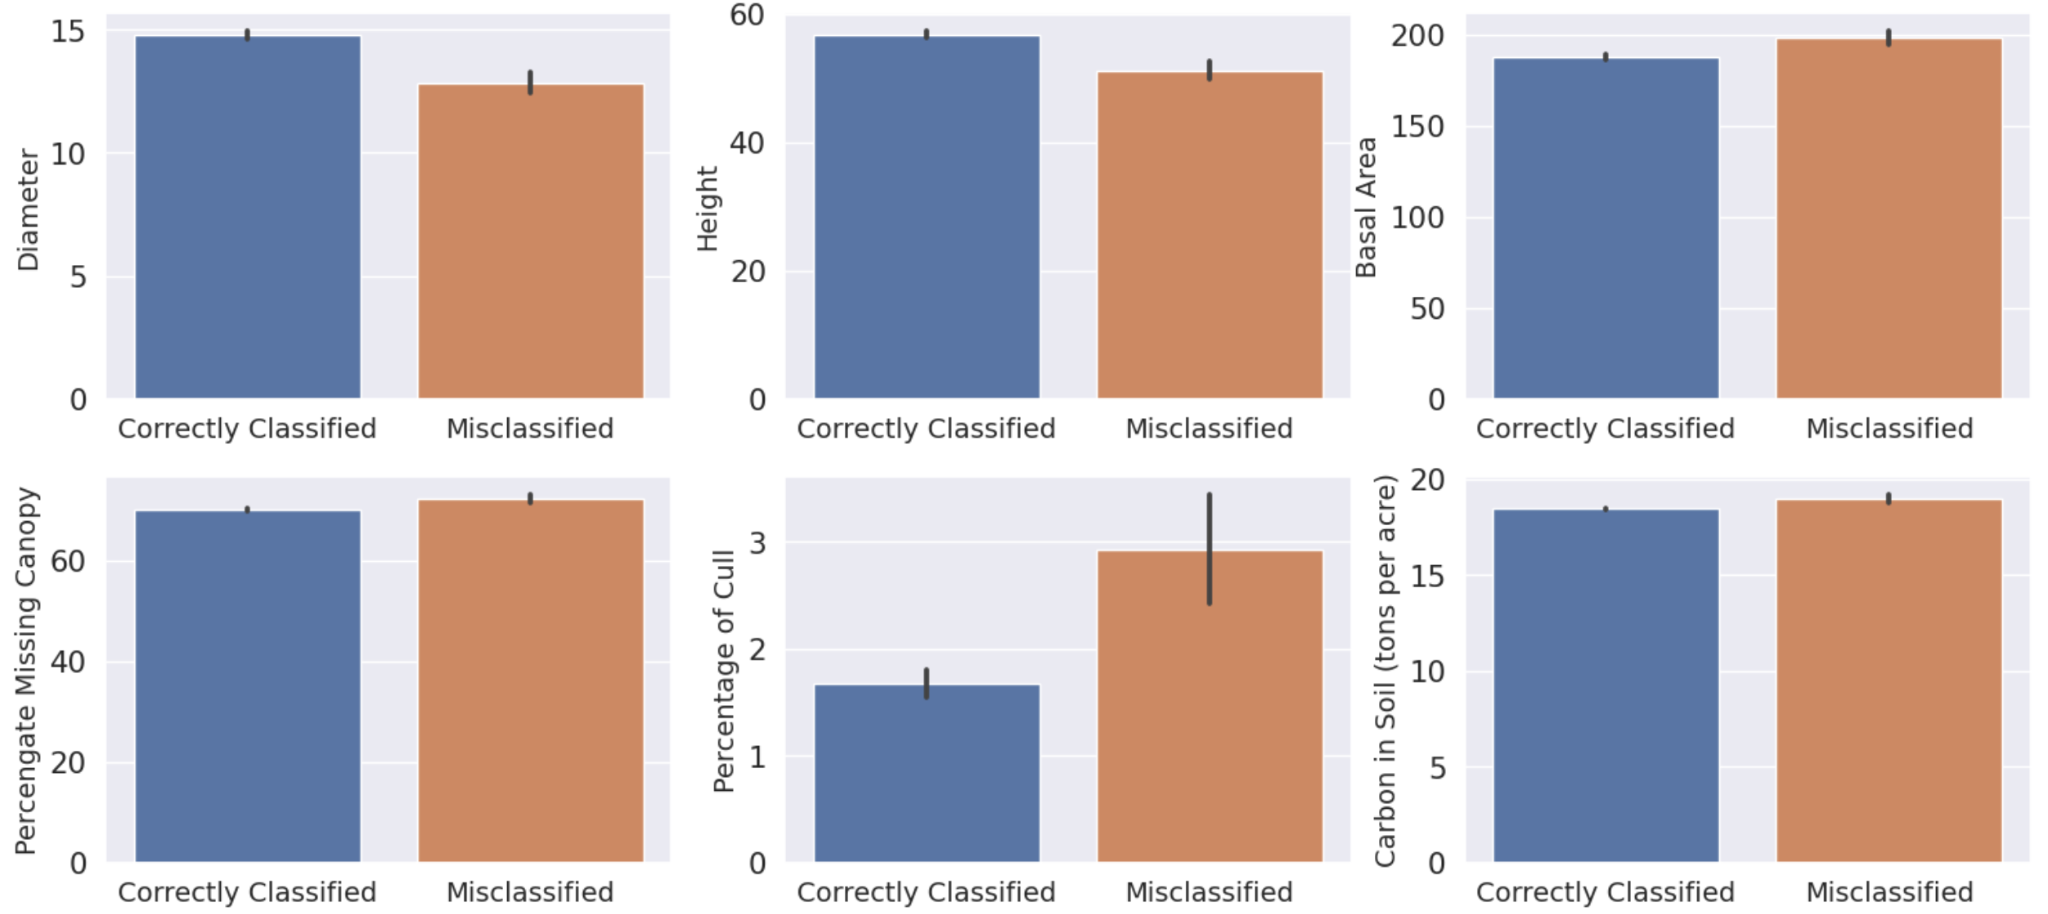 Diameter
15
10
5
0
Correctly Classified
Misclassified
Height
60
40
20
0
Correctly Classified
Misclassified
Basal Area
200
150
100
50
0
Correctly Classified
Misclassified
Percengate Missing Canopy
60
40
20
0
Correctly Classified
Misclassified
Percentage of Cull
3
2
1
0
Correctly Classified
Misclassified
Carbon in Soil (tons per acre)
20
15
10
5
0
Correctly Classified
Misclassified